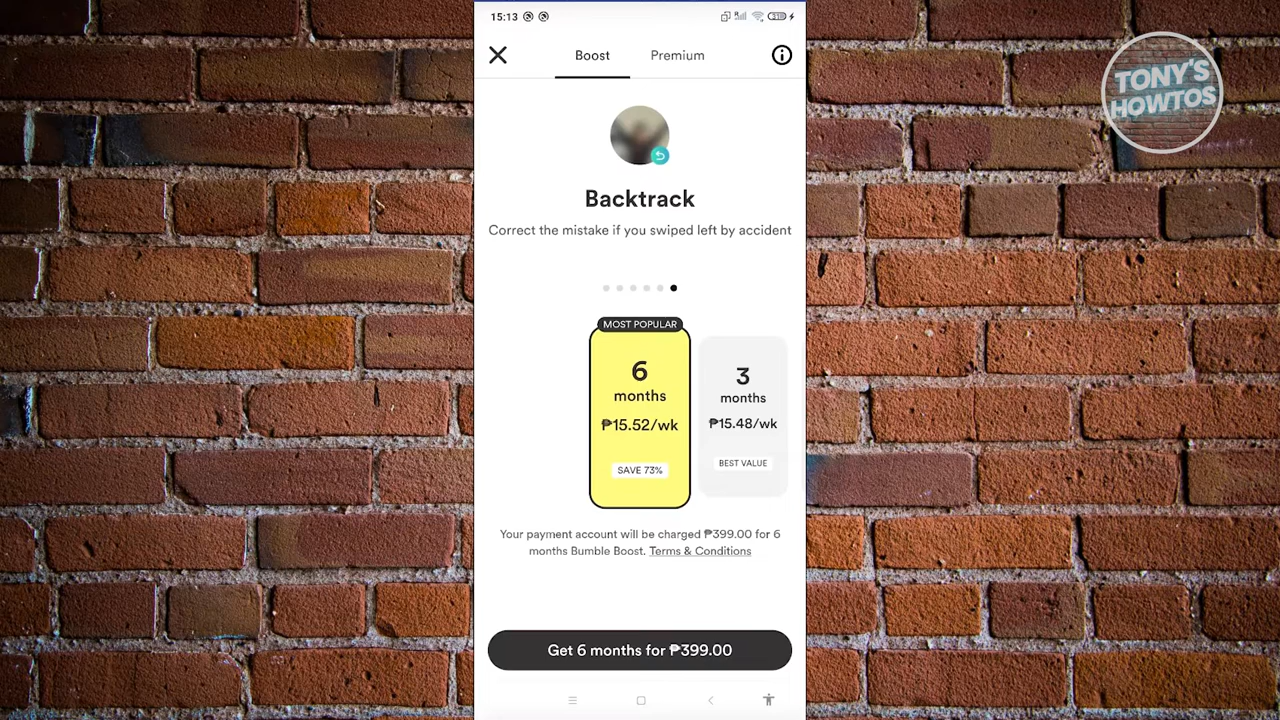 15:13
Boost
Premium
TONY'S
HOWTOS
Backtrack
Correct the mistake if you swiped left by accident
MOST POPULAR
6
months
₱15.52/wk
SAVE 73%
3
months
₱15.48/wk
BEST VALUE
Your payment account will be charged ₱399.00 for 6
months Bumble Boost. Terms & Conditions
Get 6 months for ₱399.00